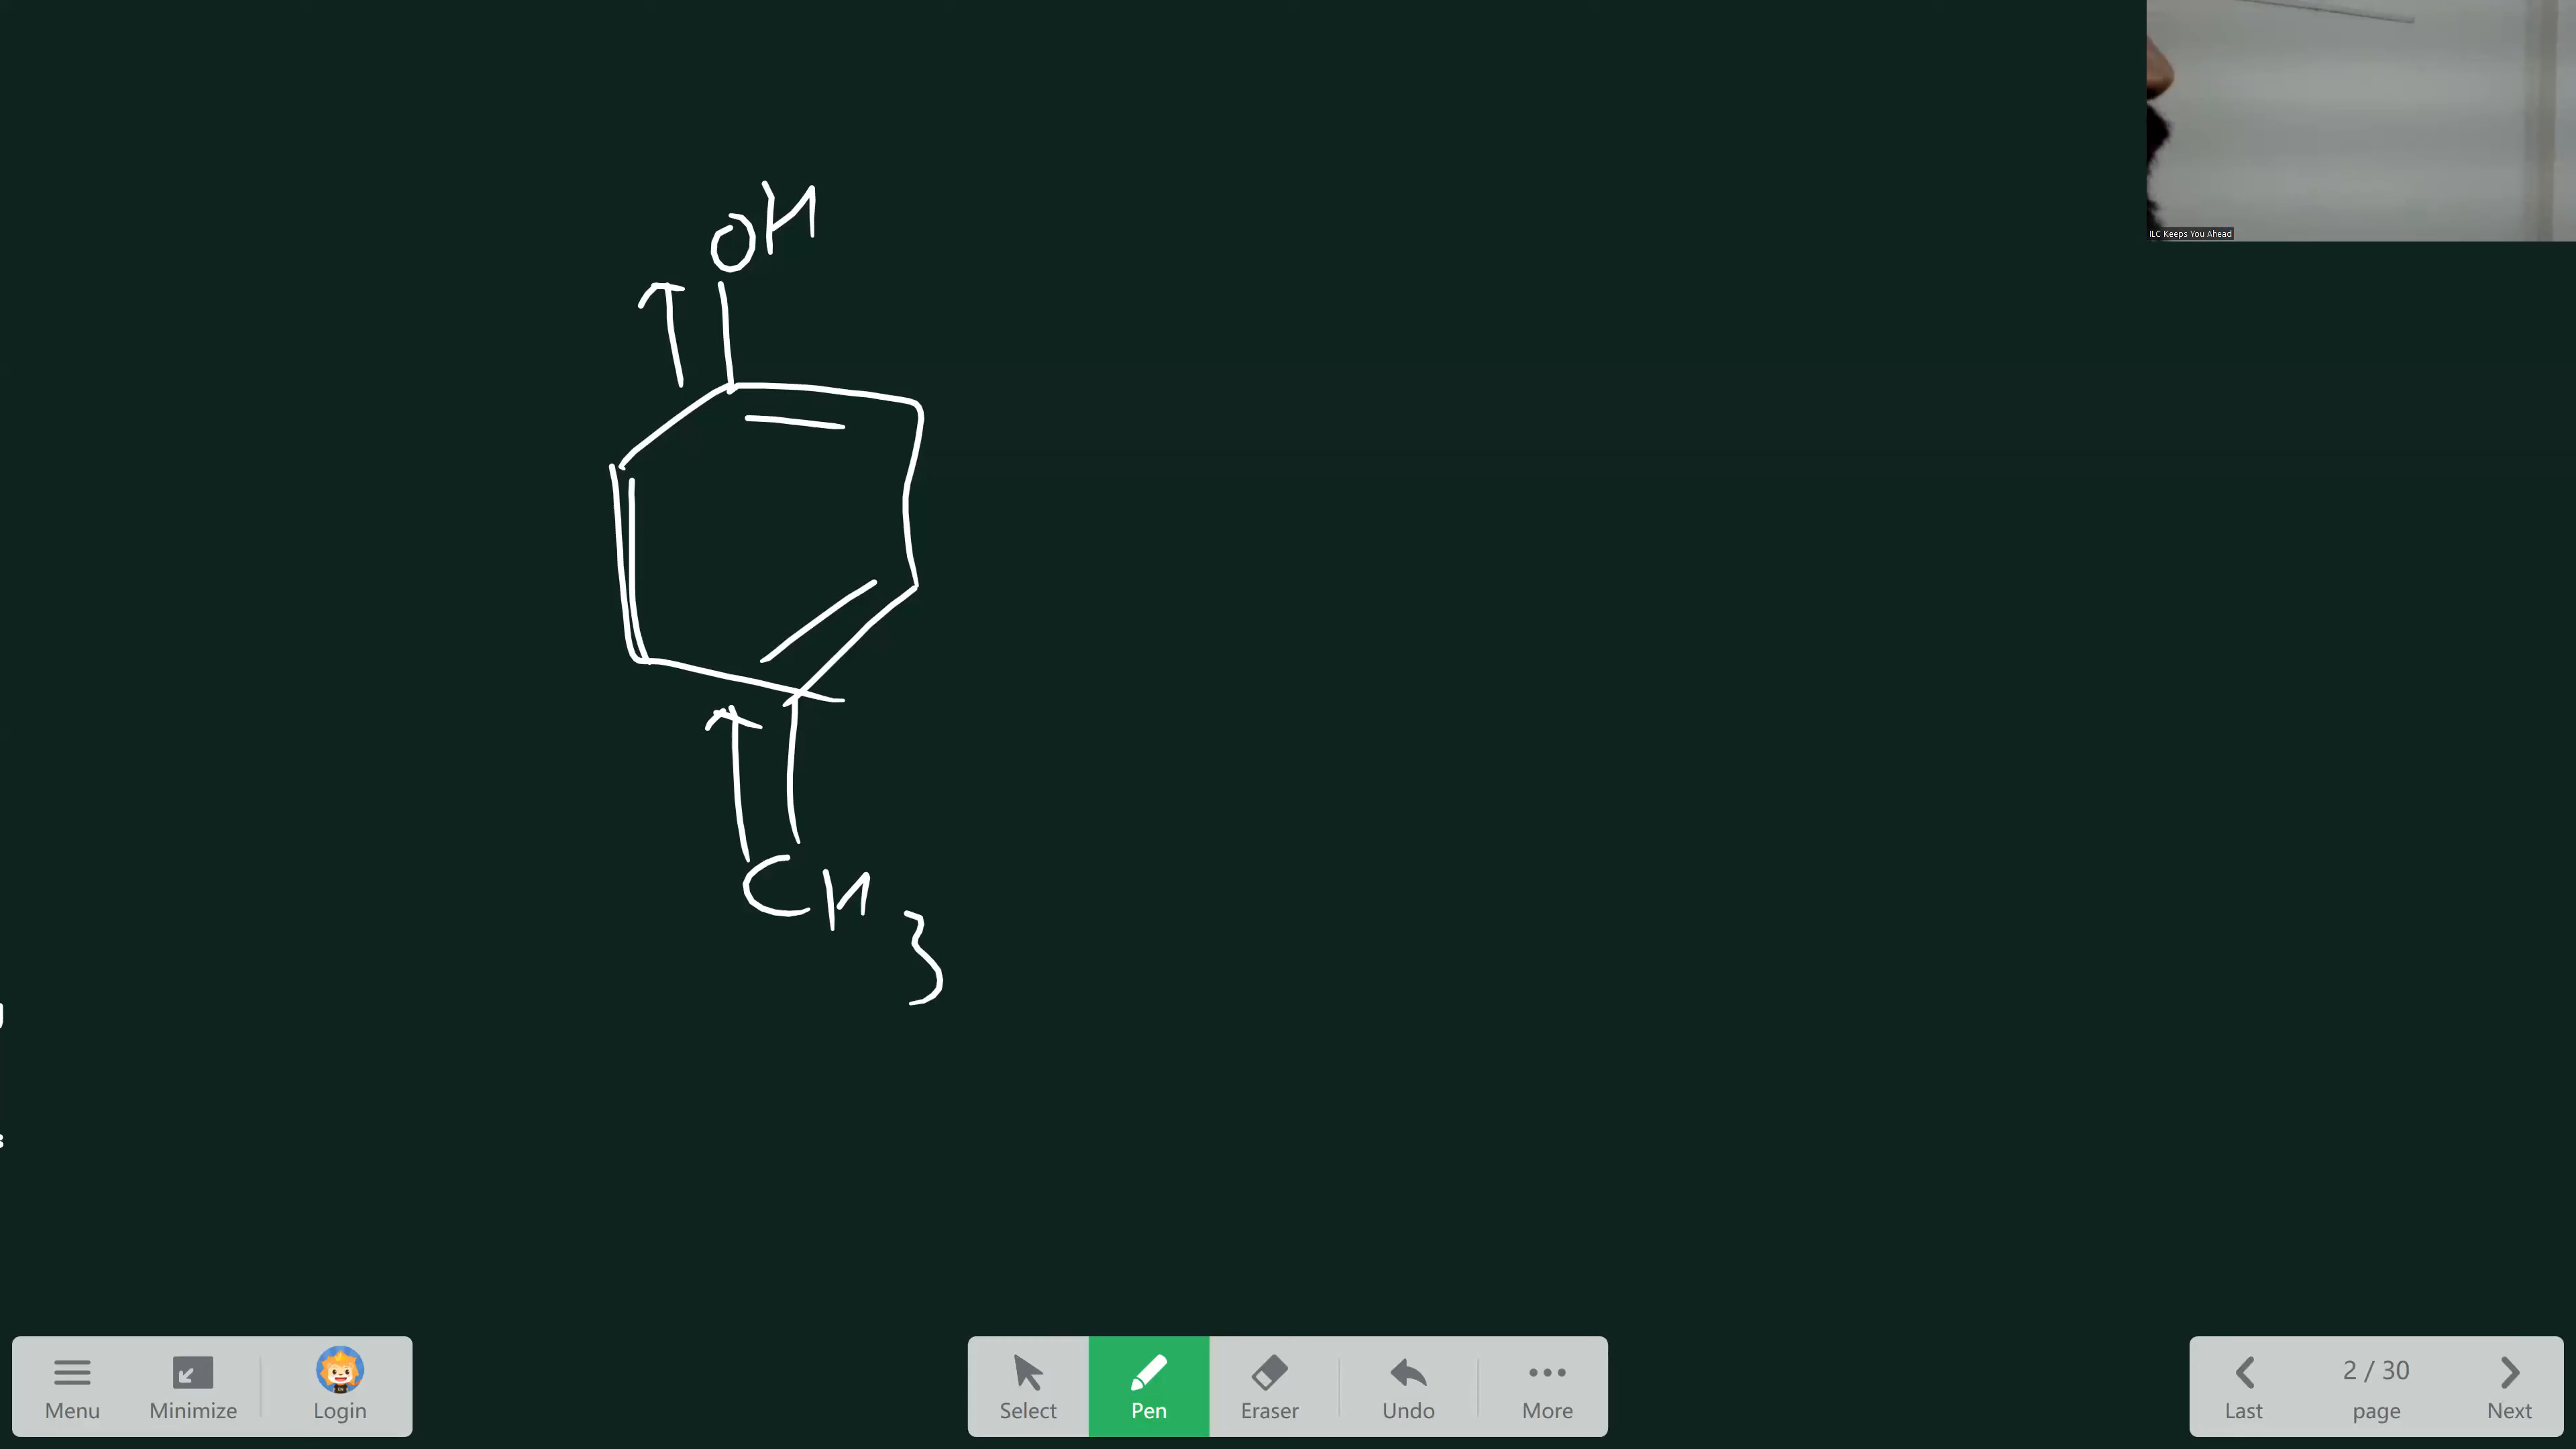 OH
CH3
ILC Keeps You Ahead
Menu Minimize Login Select Pen Eraser Undo More Last 2 / 30 page Next